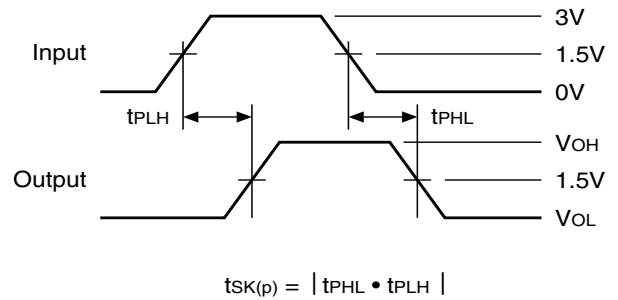 3V
Input
1.5V
0V
tPLH
tPHL
VOH
Output
1.5V
VOL
tSK(p) = | tPHL • tPLH |